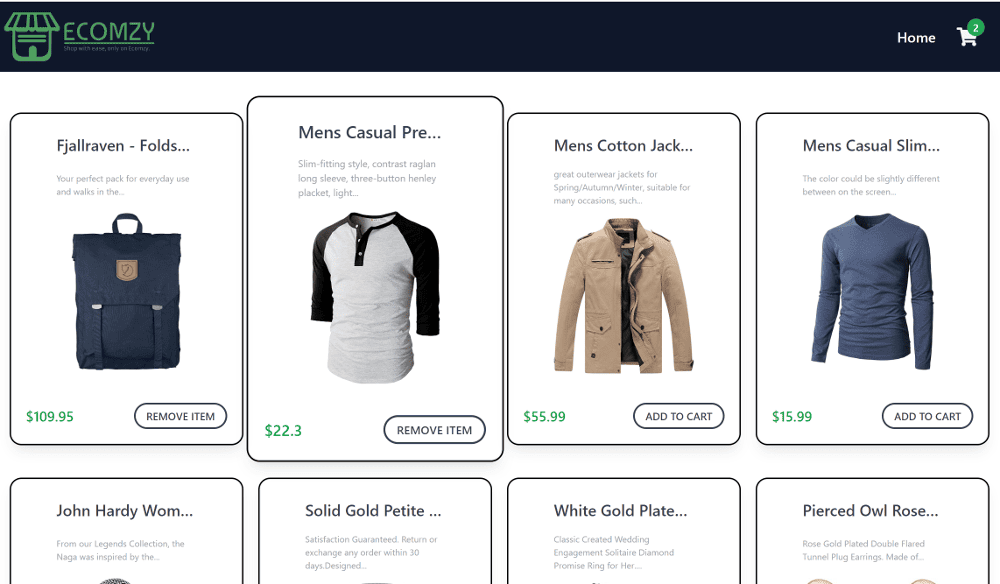 ECOMZY
Shop with ease, only on Ecomzy.
Home
2
Fjallraven - Folds...
Your perfect pack for everyday use
and walks in the...
$109.95
REMOVE ITEM
Mens Casual Pre...
Slim-fitting style, contrast raglan
long sleeve, three-button henley
placket, light...
$22.3
REMOVE ITEM
Mens Cotton Jack...
great outerwear jackets for
Spring/Autumn/Winter, suitable for
many occasions, such...
$55.99
ADD TO CART
Mens Casual Slim...
The color could be slightly different
between on the screen...
$15.99
ADD TO CART
John Hardy Wom...
From our Legends Collection, the
Naga was inspired by the...
Solid Gold Petite ...
Satisfaction Guaranteed. Return or
exchange any order within 30
days.Designed...
White Gold Plate...
Classic Created Wedding
Engagement Solitaire Diamond
Promise Ring for Her....
Pierced Owl Rose...
Rose Gold Plated Double Flared
Tunnel Plug Earrings. Made of...